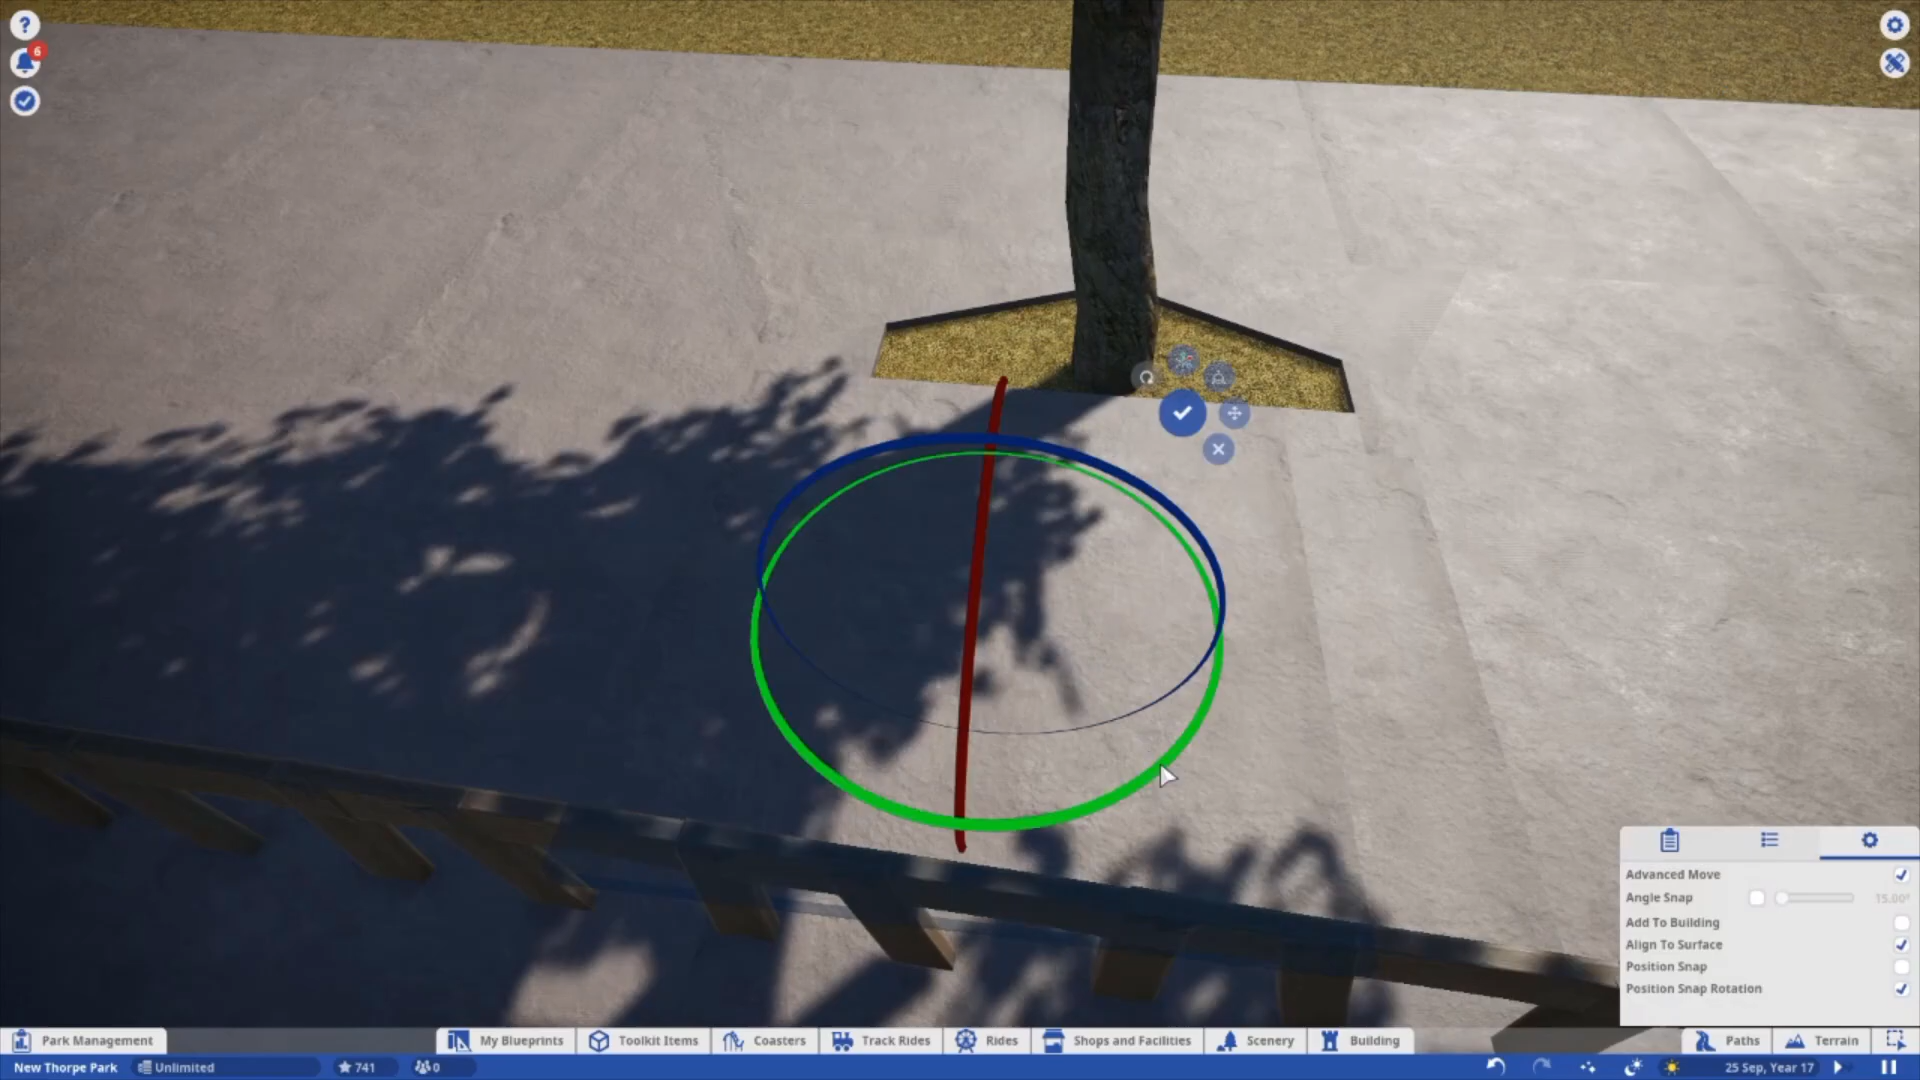 ?
6
Advanced Move
Angle Snap 15.00°
Add To Building
Align To Surface
Position Snap
Position Snap Rotation
Park Management My Blueprints Toolkit Items Coasters Track Rides Rides Shops and Facilities Scenery Building Paths Terrain
New Thorpe Park Unlimited 741 0 25 Sep, Year 17